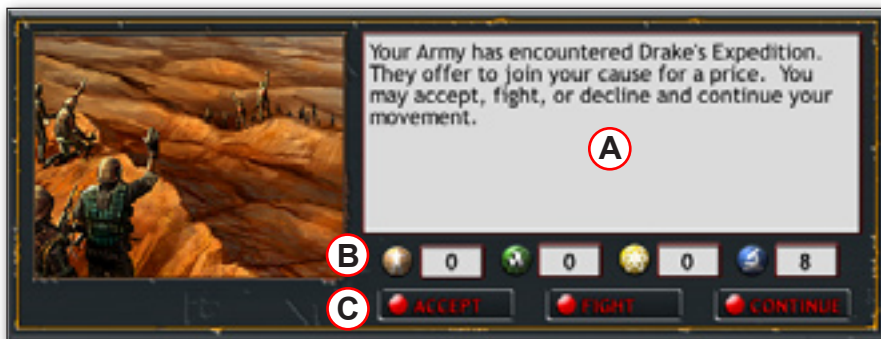 Your Army has encountered Drake's Expedition.
They offer to join your cause for a price. You
may accept, fight, or decline and continue your
movement.
A
B 0 0 0 8
C ACCEPT FIGHT CONTINUE